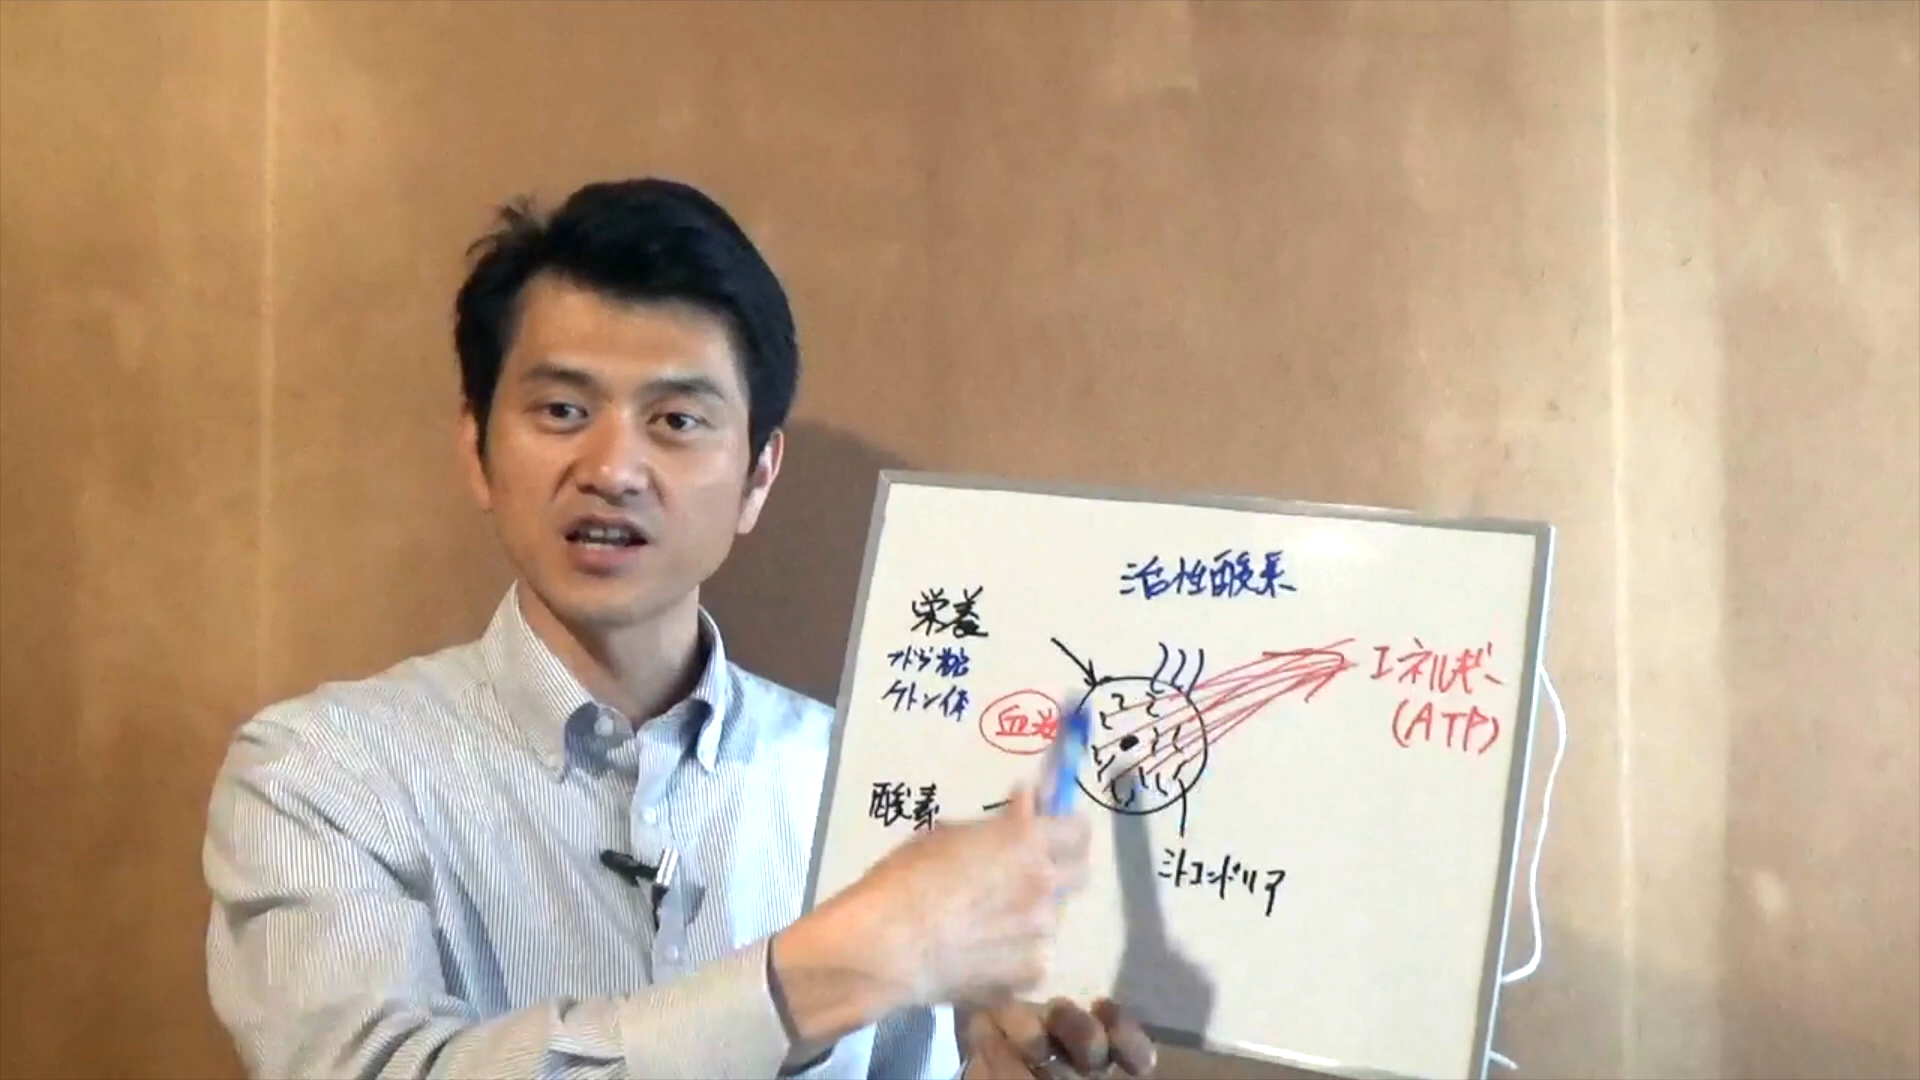 活性酸素
栄養
ブドウ糖
ケトン体
酸素
エネルギー
(ATP)
ミトコンドリア